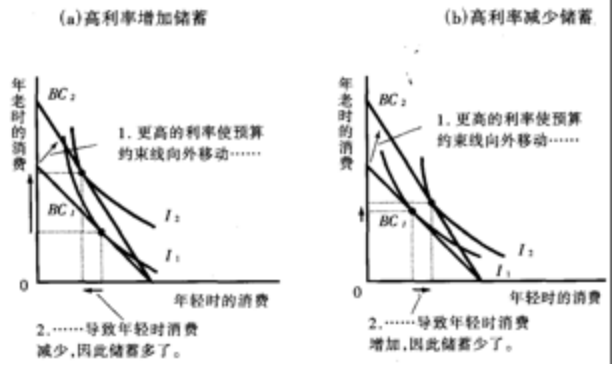 (a)高利率增加储蓄
年老时的消费
BC₂
1. 更高的利率使预算
约束线向外移动……
BC₁
I₂
I₁
0
年轻时的消费
2. ……导致年轻时消费
减少,因此储蓄多了。
(b)高利率减少储蓄
年老时的消费
BC₂
1. 更高的利率使预算
约束线向外移动……
BC₁
I₂
I₁
0
年轻时的消费
2. ……导致年轻时消费
增加,因此储蓄少了。